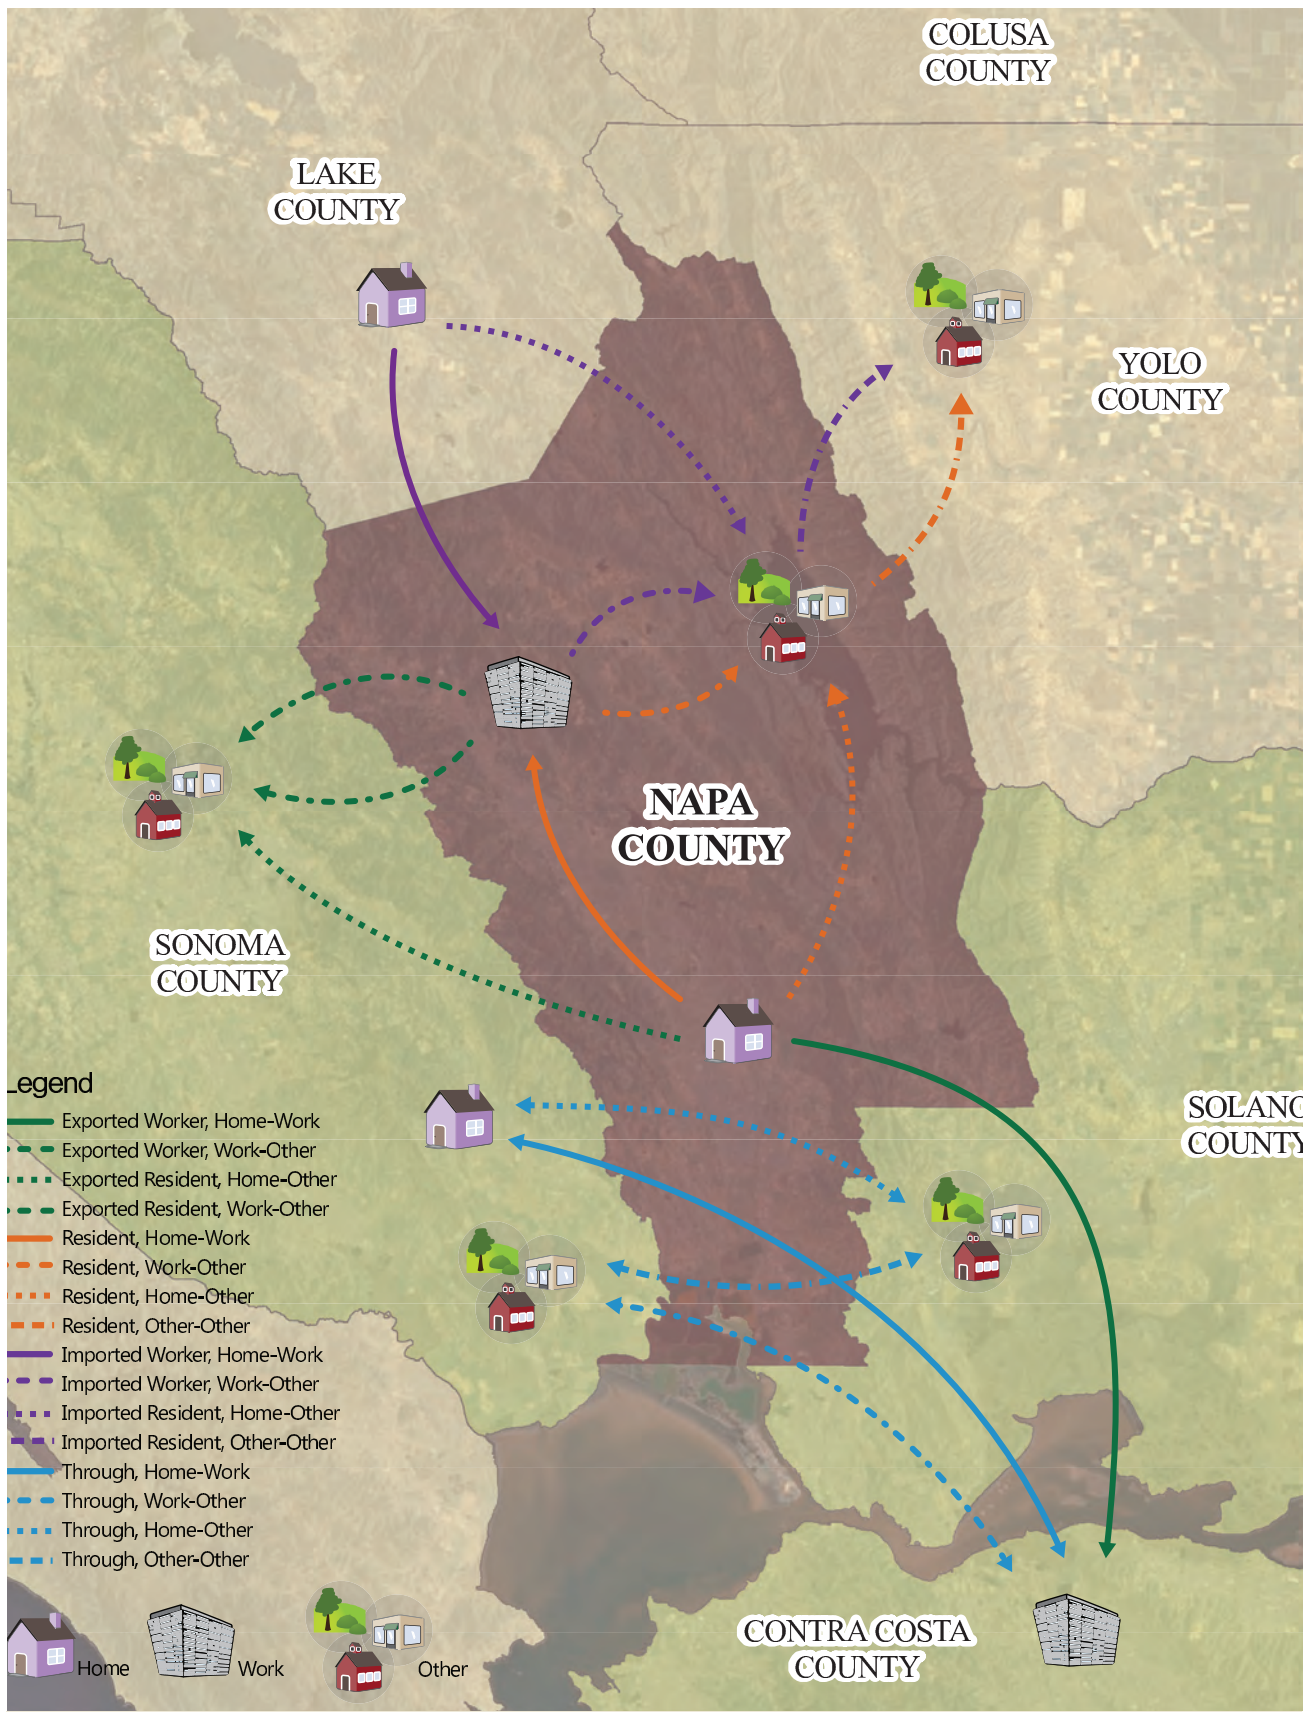 COLUSA
COUNTY
LAKE
COUNTY
YOLO
COUNTY
NAPA
COUNTY
SONOMA
COUNTY
SOLANO
COUNTY
Legend
Exported Worker, Home-Work
Exported Worker, Work-Other
Exported Resident, Home-Other
Exported Resident, Work-Other
Resident, Home-Work
Resident, Work-Other
Resident, Home-Other
Resident, Other-Other
Imported Worker, Home-Work
Imported Worker, Work-Other
Imported Resident, Home-Other
Imported Resident, Other-Other
Through, Home-Work
Through, Work-Other
Through, Home-Other
Through, Other-Other
Home Work Other
CONTRA COSTA
COUNTY